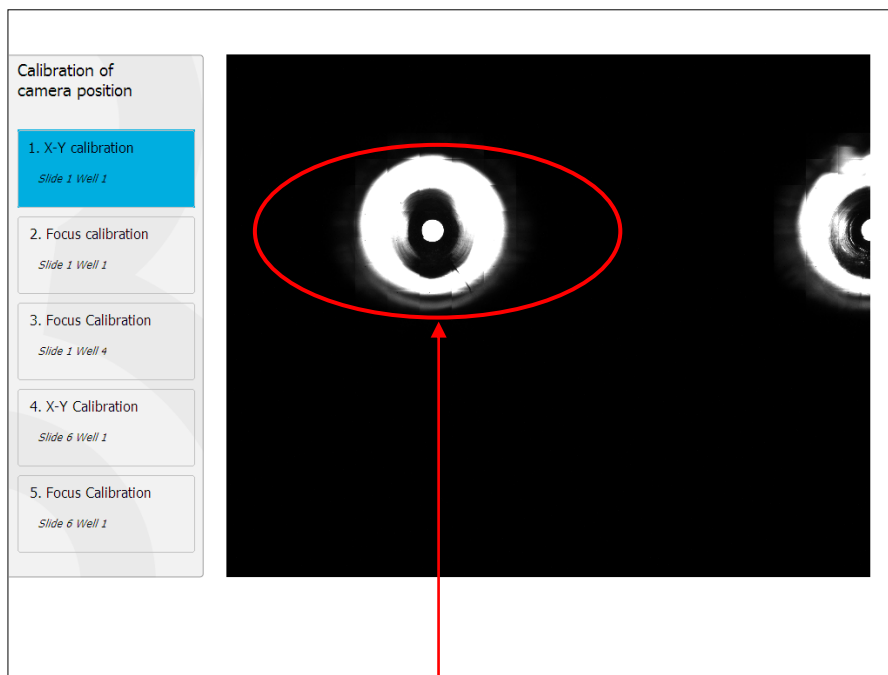 Calibration of
camera position
1. X-Y calibration
Slide 1 Well 1
2. Focus calibration
Slide 1 Well 1
3. Focus Calibration
Slide 1 Well 4
4. X-Y Calibration
Slide 6 Well 1
5. Focus Calibration
Slide 6 Well 1